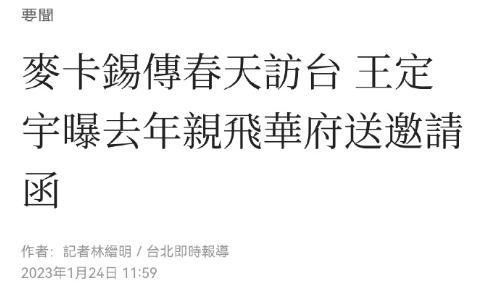 要聞
麥卡錫傳春天訪台 王定
宇曝去年親飛華府送邀請
函
作者：記者林繼明 / 台北即時報導
2023年1月24日 11:59